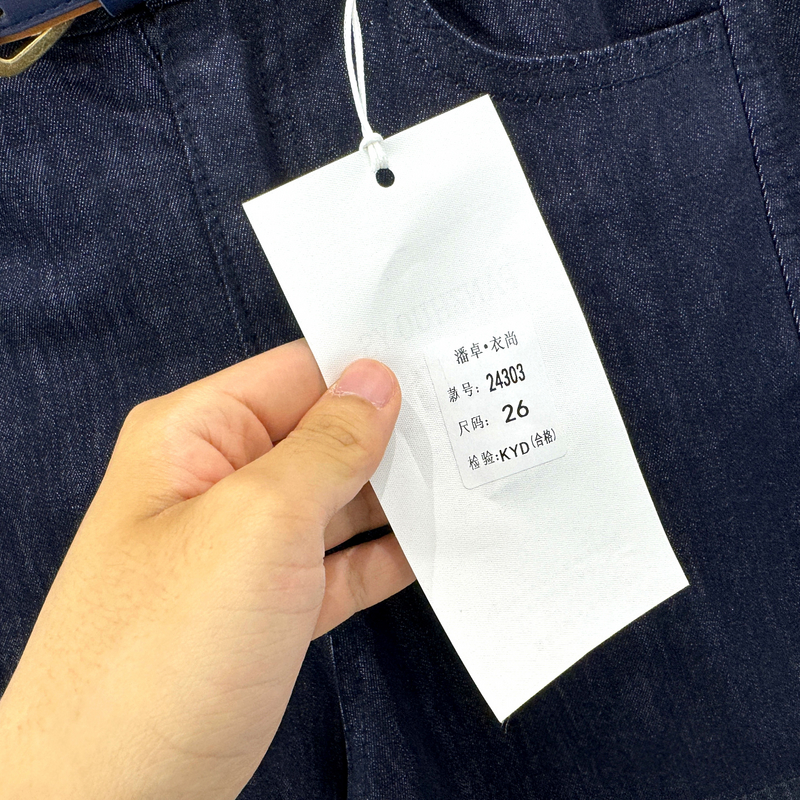 潘卓•衣尚
款号: 24303
尺码: 26
检验:KYD(合格)